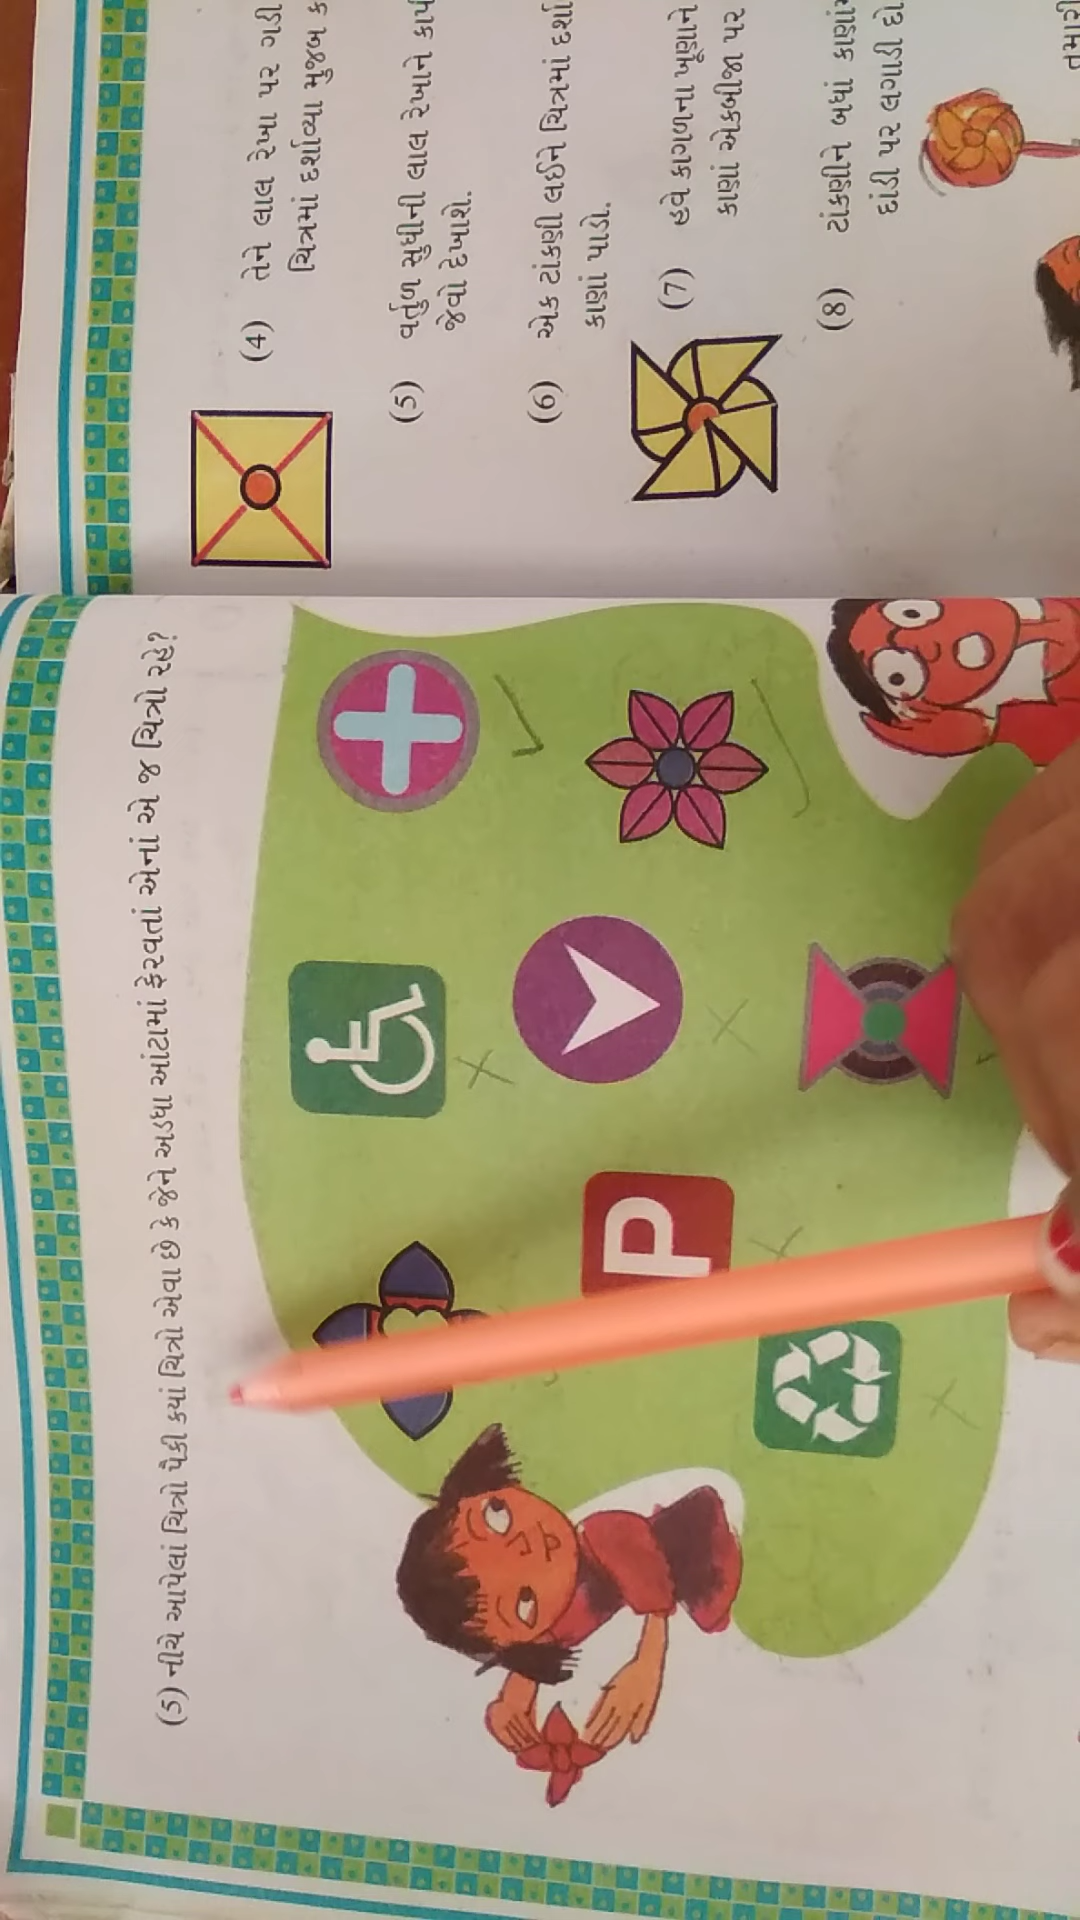 (5) નીચે આપેલાં ચિત્રો પૈકી કયાં ચિત્રો એવાં છે કે જેને અડધા આંટામાં ફેરવતાં એનાં એ જ ચિત્રો રહે?
P
(4) તેને લાલ રેખા પર ગડી
ચિત્રમાં દર્શાવ્યા મુજબ
(5) વર્તુળ સુધીની લાલ રેખાને
જેવો દેખાશે.
(6) એક ટાંકણી લઈને ચિત્રમાં
કાણાં પાડો.
(7) હવે કાગળના ખૂણાને
કાણાં એકબીજા પર
(8) ટાંકણીને બધાં
દાંડી પર લગાડી દો